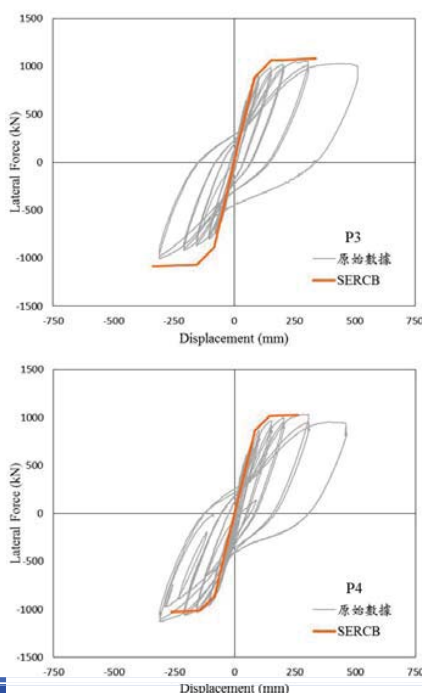 1500
1000
500
0
-500
-1000
-1500
Lateral Force (kN)
P3
原始數據
SERCB
-750 -500 -250 0 250 500 750
Displacement (mm)
1500
1000
500
0
-500
-1000
-1500
Lateral Force (kN)
P4
原始數據
SERCB
-750 -500 -250 0 250 500 75
Displacement (mm)